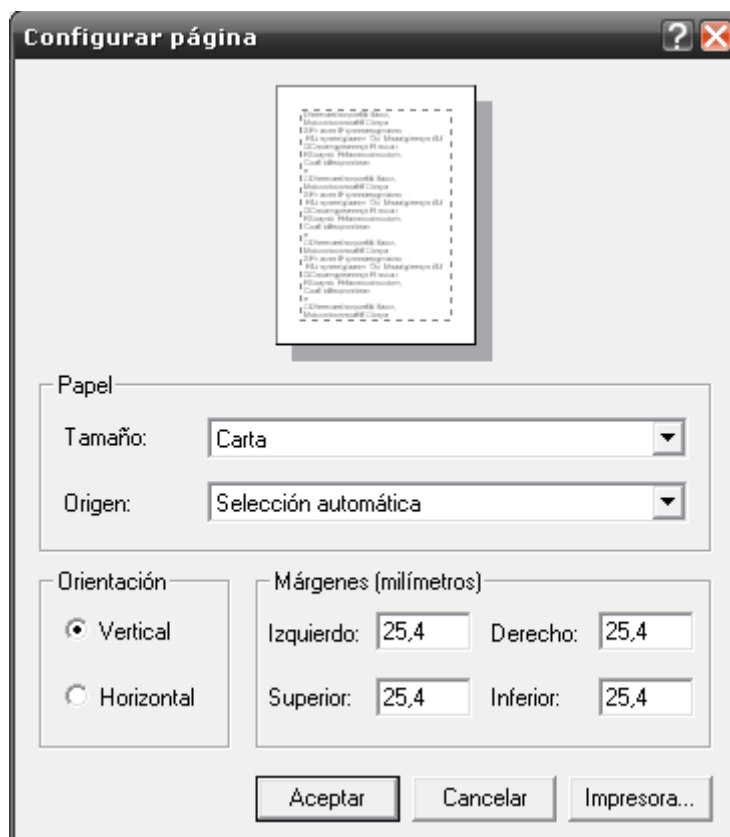 Configurar página
Papel
Tamaño: Carta
Origen: Selección automática
Orientación
Vertical
Horizontal
Márgenes (milímetros)
Izquierdo: 25,4 Derecho: 25,4
Superior: 25,4 Inferior: 25,4
Aceptar Cancelar Impresora...